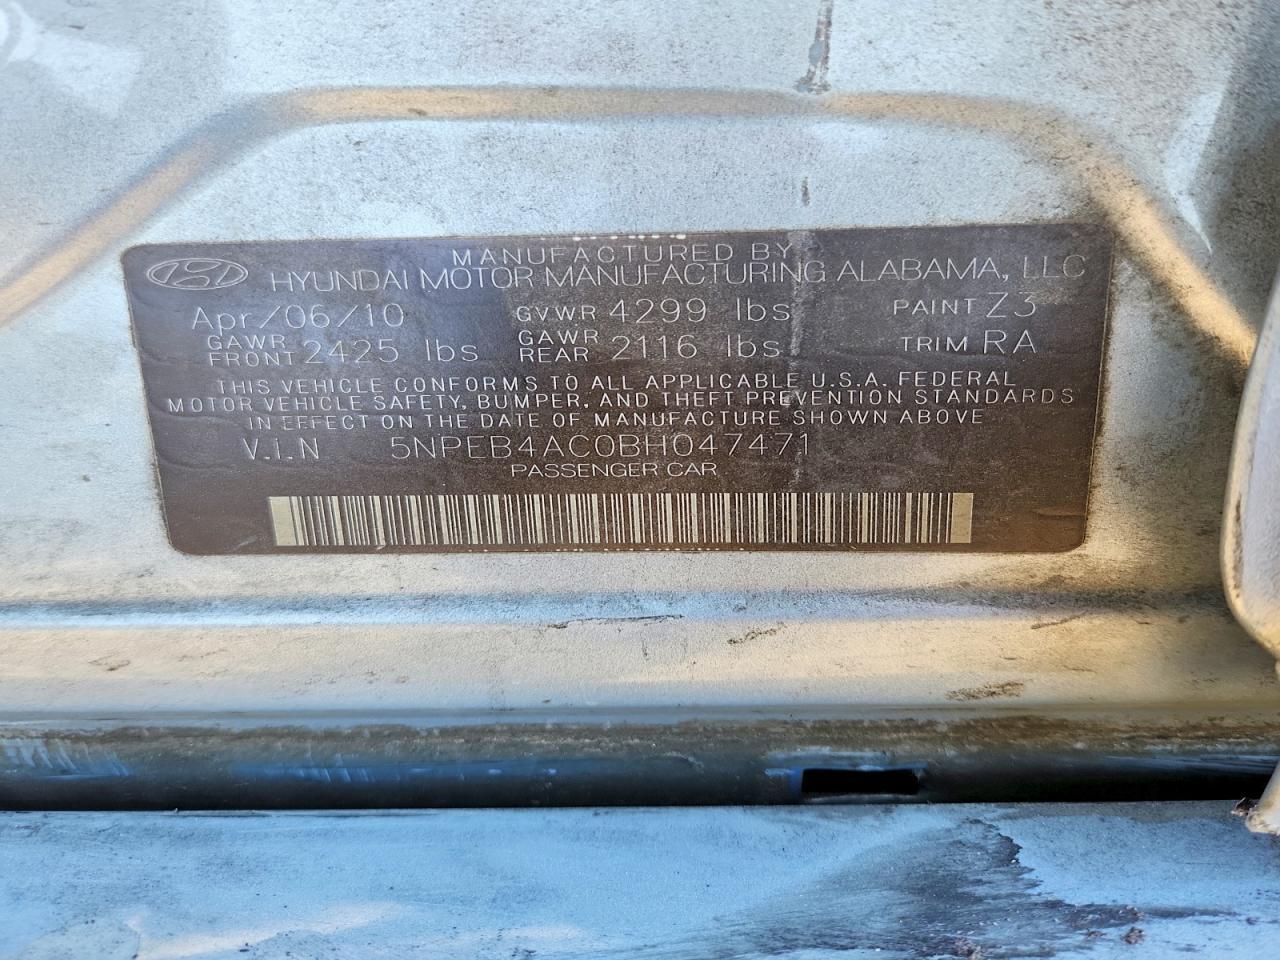 MANUFACTURED BY
HYUNDAI MOTOR MANUFACTURING ALABAMA, LLC
Apr/06/10 GVWR 4299 lbs PAINT Z3
GAWR FRONT 2425 lbs GAWR REAR 2116 lbs TRIM RA
THIS VEHICLE CONFORMS TO ALL APPLICABLE U.S.A. FEDERAL
MOTOR VEHICLE SAFETY, BUMPER, AND THEFT PREVENTION STANDARDS
IN EFFECT ON THE DATE OF MANUFACTURE SHOWN ABOVE
V.i.N 5NPEB4AC0BH047471
PASSENGER CAR